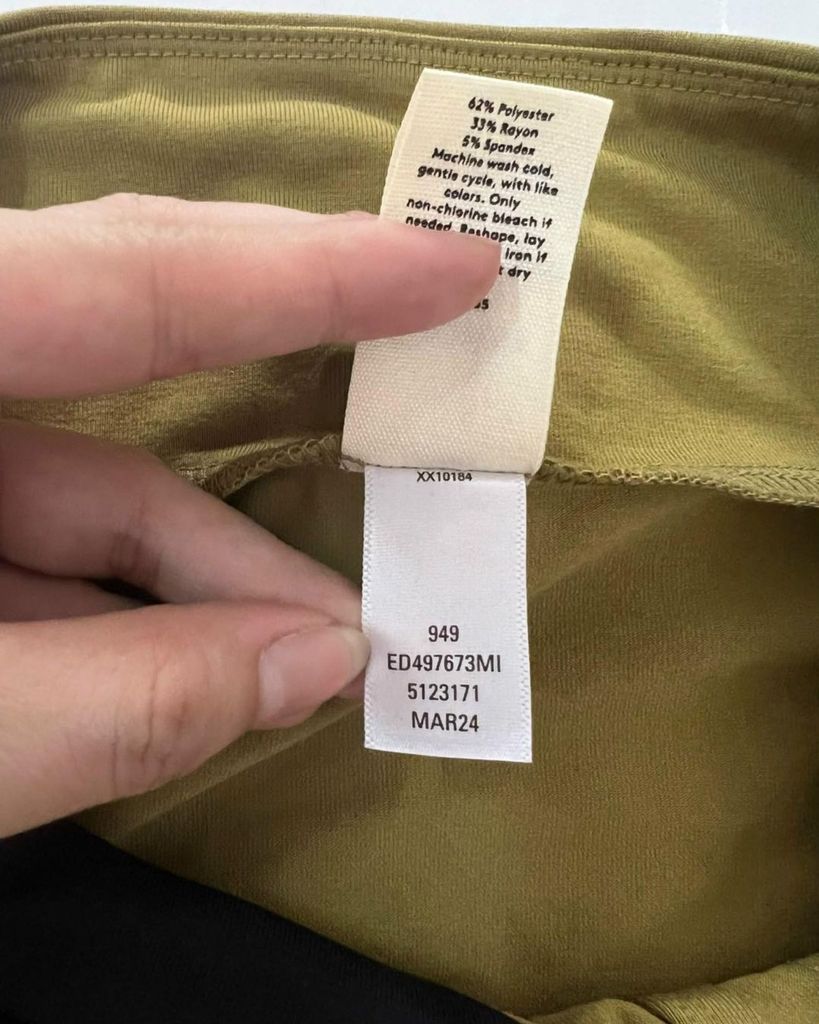 62% Polyester
33% Rayon
5% Spandex
Machine wash cold,
gentle cycle, with like
colors. Only
non-chlorine bleach if
needed. Reshape, lay
iron if
dry
XX10184
949
ED497673MI
5123171
MAR24